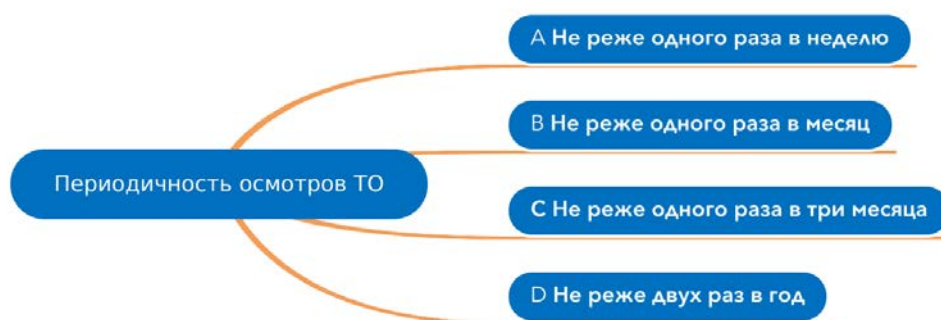 A Не реже одного раза в неделю
B Не реже одного раза в месяц
Периодичность осмотров ТО
C Не реже одного раза в три месяца
D Не реже двух раз в год